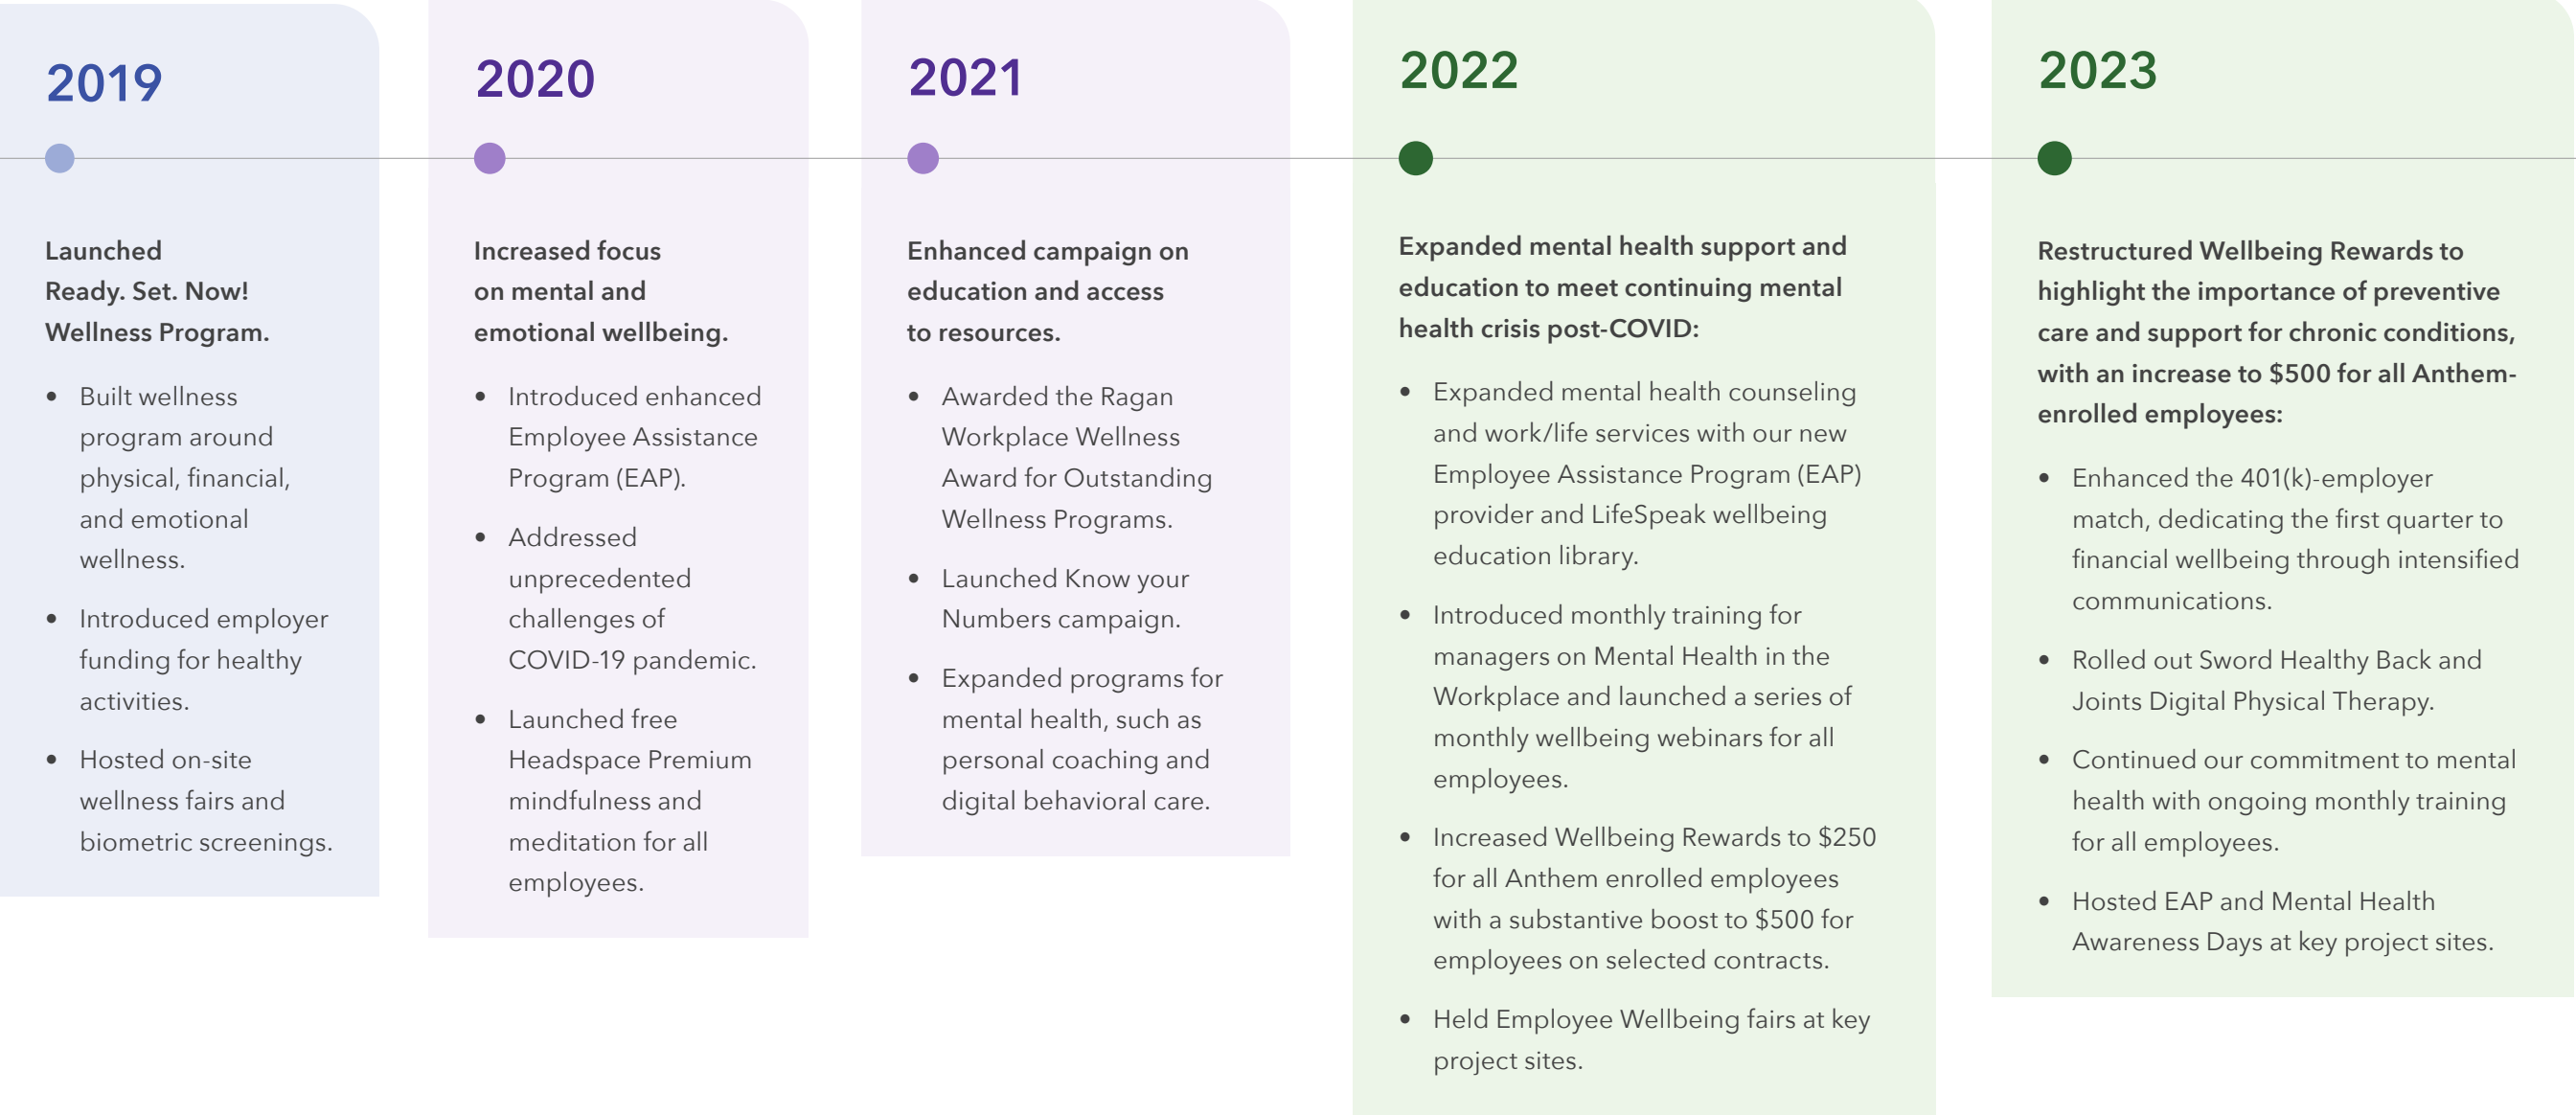 2019
Launched
Ready. Set. Now!
Wellness Program.
• Built wellness
program around
physical, financial,
and emotional
wellness.
• Introduced employer
funding for healthy
activities.
• Hosted on-site
wellness fairs and
biometric screenings.
2020
Increased focus
on mental and
emotional wellbeing.
• Introduced enhanced
Employee Assistance
Program (EAP).
• Addressed
unprecedented
challenges of
COVID-19 pandemic.
• Launched free
Headspace Premium
mindfulness and
meditation for all
employees.
2021
Enhanced campaign on
education and access
to resources.
• Awarded the Ragan
Workplace Wellness
Award for Outstanding
Wellness Programs.
• Launched Know your
Numbers campaign.
• Expanded programs for
mental health, such as
personal coaching and
digital behavioral care.
2022
Expanded mental health support and
education to meet continuing mental
health crisis post-COVID:
• Expanded mental health counseling
and work/life services with our new
Employee Assistance Program (EAP)
provider and LifeSpeak wellbeing
education library.
• Introduced monthly training for
managers on Mental Health in the
Workplace and launched a series of
monthly wellbeing webinars for all
employees.
• Increased Wellbeing Rewards to $250
for all Anthem enrolled employees
with a substantive boost to $500 for
employees on selected contracts.
• Held Employee Wellbeing fairs at key
project sites.
2023
Restructured Wellbeing Rewards to
highlight the importance of preventive
care and support for chronic conditions,
with an increase to $500 for all Anthem-
enrolled employees:
• Enhanced the 401(k)-employer
match, dedicating the first quarter to
financial wellbeing through intensified
communications.
• Rolled out Sword Healthy Back and
Joints Digital Physical Therapy.
• Continued our commitment to mental
health with ongoing monthly training
for all employees.
• Hosted EAP and Mental Health
Awareness Days at key project sites.